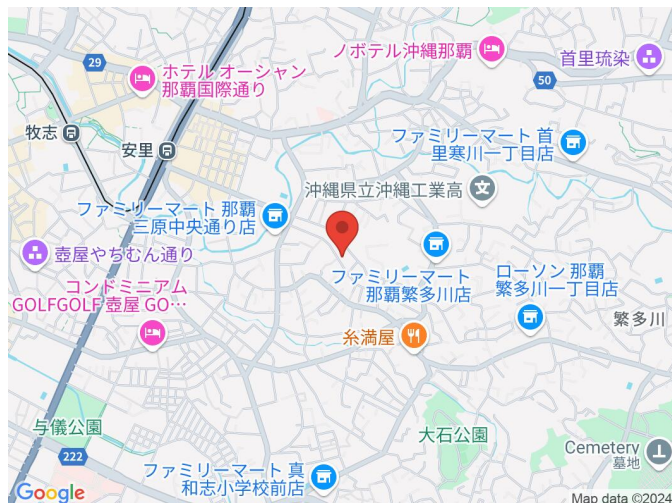 ノボテル沖縄那覇
首里琉染
29
ホテル オーシャン
那覇国際通り
50
牧志
安里
ファミリーマート 首
里寒川一丁目店
沖縄県立沖縄工業高
ファミリーマート 那覇
三原中央通り店
壺屋やちむん通り
コンドミニアム
GOLFGOLF 壺屋 GO…
ファミリーマート
那覇繁多川店
ローソン 那覇
繁多川一丁目店
繁多川
糸満屋
与儀公園
大石公園
222
Cemetery
墓地
ファミリーマート 真
和志小学校前店
Google
Map data ©2024